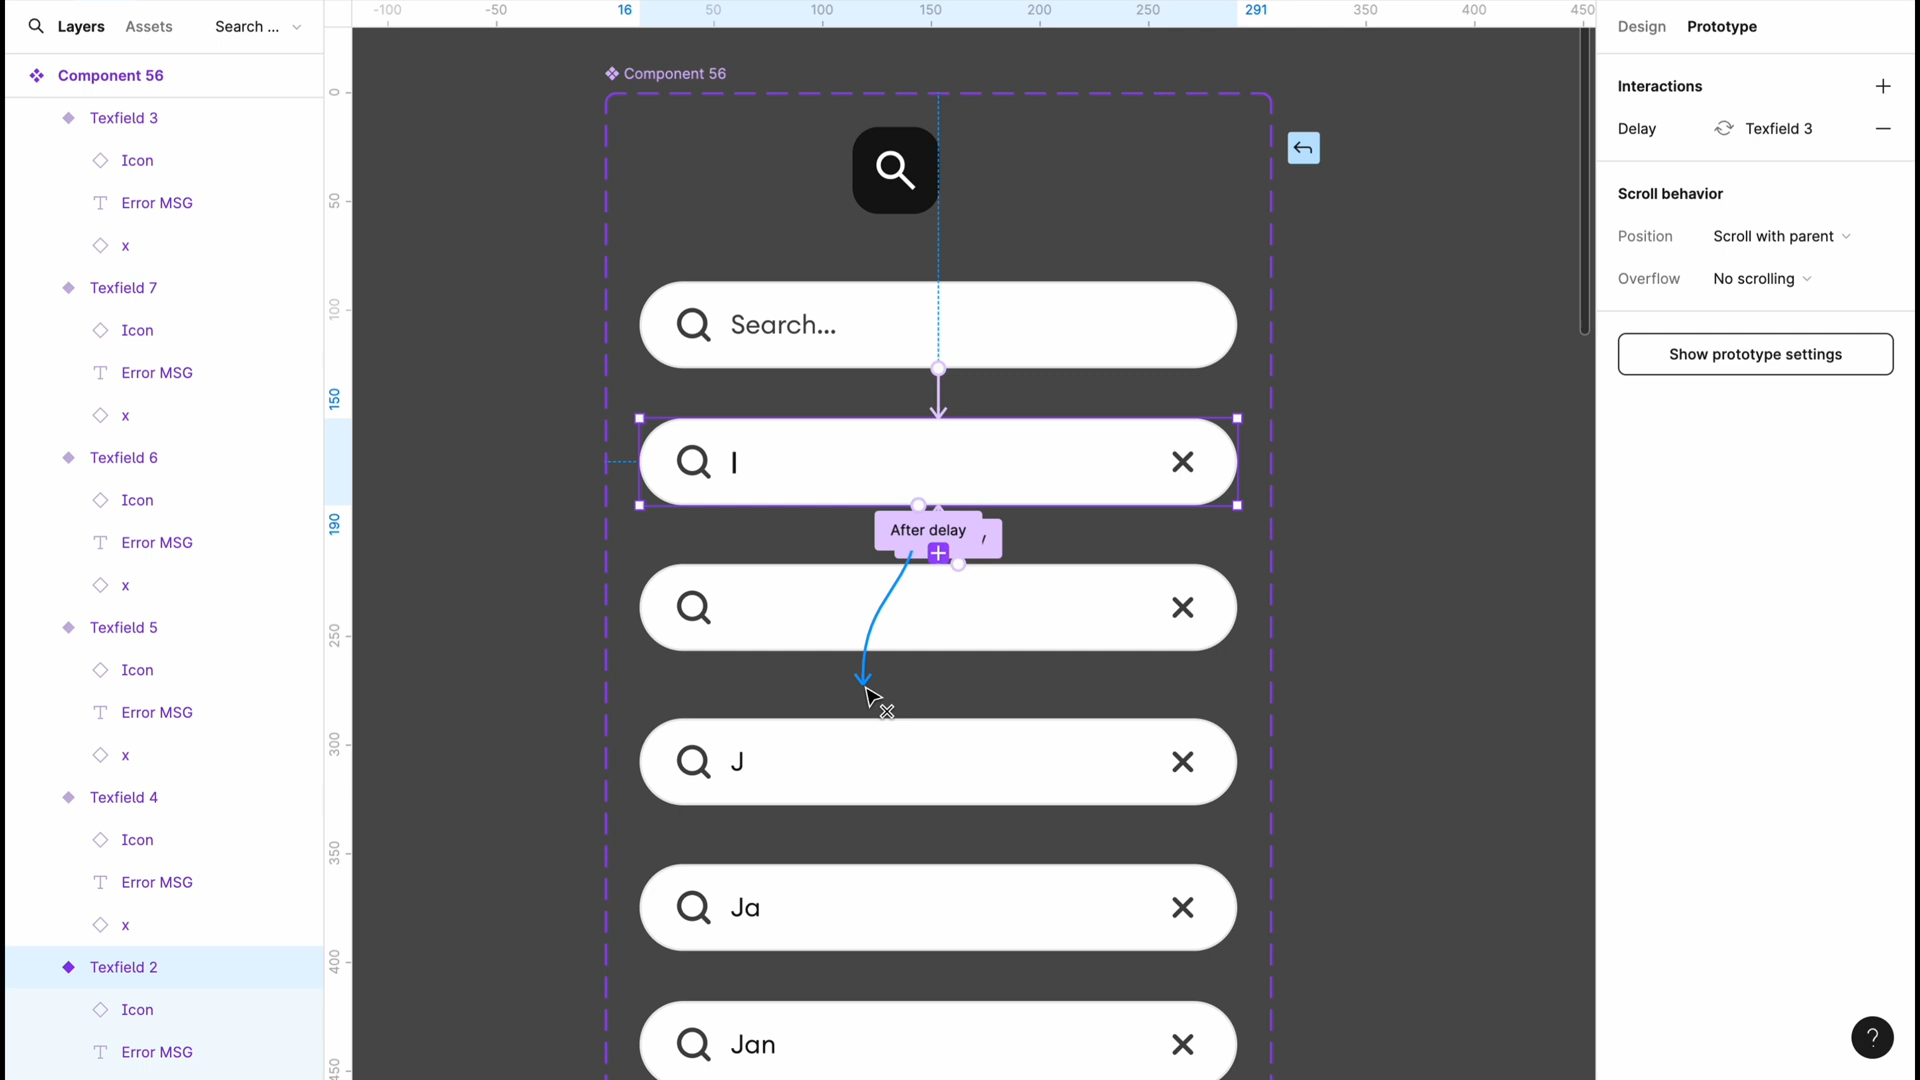 Layers
Assets
Search ...
Component 56
Texfield 3
Icon
Error MSG
x
Texfield 7
Icon
Error MSG
x
Texfield 6
Icon
Error MSG
x
Texfield 5
Icon
Error MSG
x
Texfield 4
Icon
Error MSG
x
Texfield 2
Icon
Error MSG
-100
-50
16
50
100
150
200
250
291
350
400
450
0
50
100
150
190
250
300
350
400
450
Component 56
Search...
After delay
J
Ja
Jan
Design
Prototype
Interactions
Delay
Texfield 3
Scroll behavior
Position
Scroll with parent
Overflow
No scrolling
Show prototype settings
?